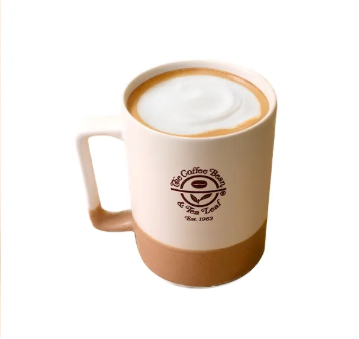 The Coffee Bean
& Tea Leaf
®
Est. 1963